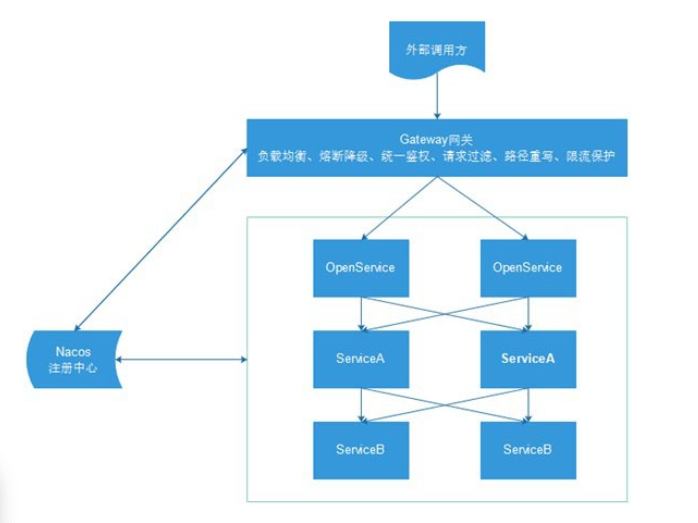 外部调用方
Gateway网关
负载均衡、熔断降级、统一鉴权、请求过滤、路径重写、限流保护
OpenService
OpenService
Nacos
注册中心
ServiceA
ServiceA
ServiceB
ServiceB